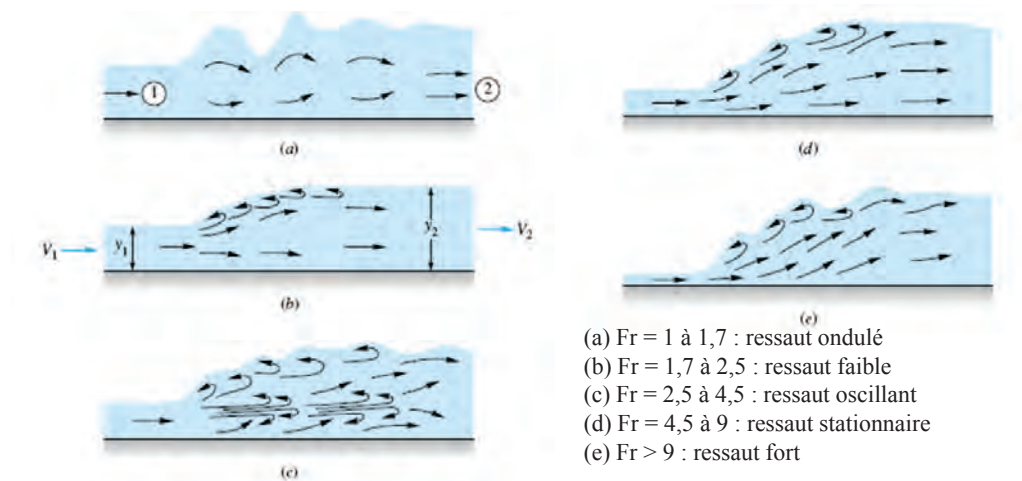 1
2
(a)
V₁
y₁
y₂
V₂
(b)
(c)
(d)
(e)
(a) Fr = 1 à 1,7 : ressaut ondulé
(b) Fr = 1,7 à 2,5 : ressaut faible
(c) Fr = 2,5 à 4,5 : ressaut oscillant
(d) Fr = 4,5 à 9 : ressaut stationnaire
(e) Fr > 9 : ressaut fort